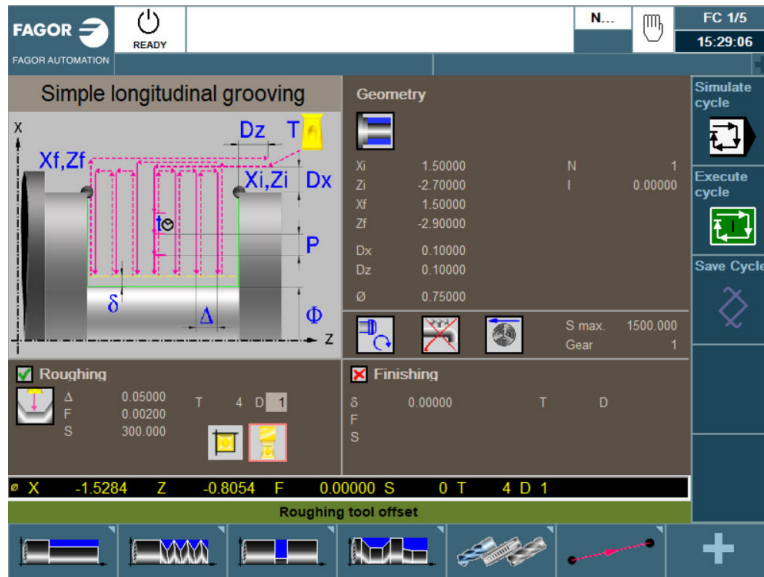 FAGOR
FAGOR AUTOMATION
READY
N...
FC 1/5
15:29:06
Simple longitudinal grooving
X
Xf,Zf
Dz
T
Xi,Zi
Dx
t
P
δ
Δ
Φ
Z
Geometry
Xi 1.50000 N 1
Zi -2.70000 I 0.00000
Xf 1.50000
Zf -2.90000
Dx 0.10000
Dz 0.10000
Ø 0.75000
S max. 1500.000
Gear 1
Simulate cycle
Execute cycle
Save Cycle
Roughing
Δ 0.05000 T 4 D 1
F 0.00200
S 300.000
Finishing
δ 0.00000 T D
F
S
ø X -1.5284 Z -0.8054 F 0.00000 S 0 T 4 D 1
Roughing tool offset